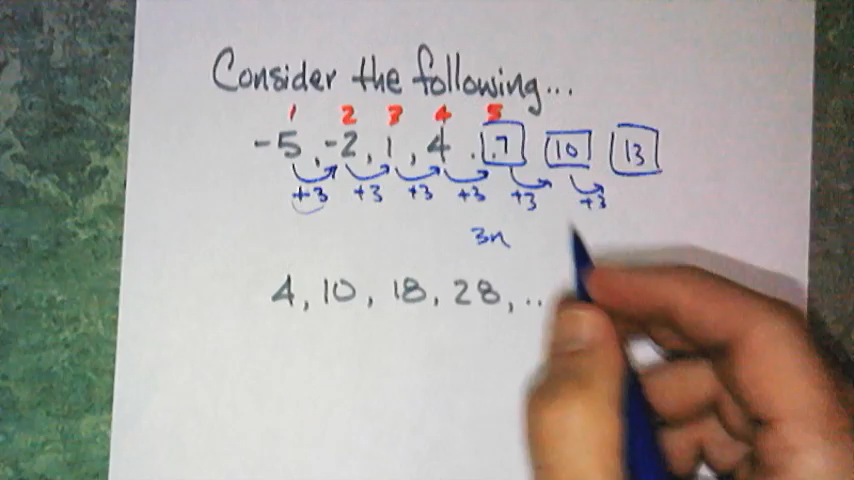 Consider the following...
1 2 3 4 5
-5, -2, 1, 4, .. 7 10 13
+3 +3 +3 +3 +3 +3
3n
4, 10, 18, 28, ..